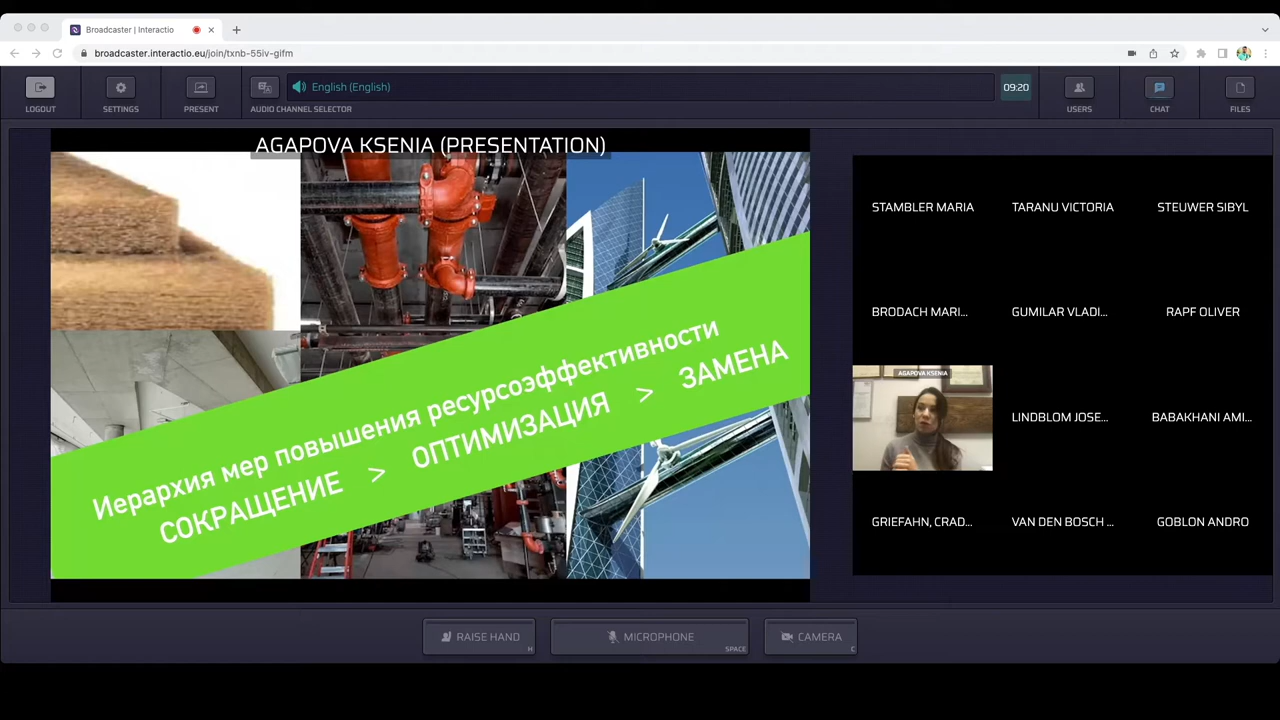 Broadcaster | Interactio
broadcaster.interactio.eu/join/txnb-55iv-gifm
LOGOUT
SETTINGS
PRESENT
AUDIO CHANNEL SELECTOR
English (English)
09:20
USERS
CHAT
FILES
AGAPOVA KSENIA (PRESENTATION)
Иерархия мер повышения ресурсоэффективности
СОКРАЩЕНИЕ > ОПТИМИЗАЦИЯ > ЗАМЕНА
STAMBLER MARIA
TARANU VICTORIA
STEUWER SIBYL
BRODACH MARI...
GUMILAR VLADI...
RAPF OLIVER
AGAPOVA KSENIA
LINDBLOM JOSE...
BABAKHANI AMI...
GRIEFAHN, CRAD...
VAN DEN BOSCH ...
GOBLON ANDRO
RAISE HAND
H
MICROPHONE
SPACE
CAMERA
C